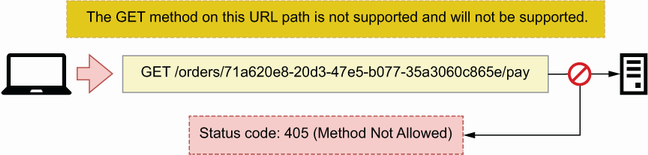 The GET method on this URL path is not supported and will not be supported.
GET /orders/71a620e8-20d3-47e5-b077-35a3060c865e/pay
Status code: 405 (Method Not Allowed)